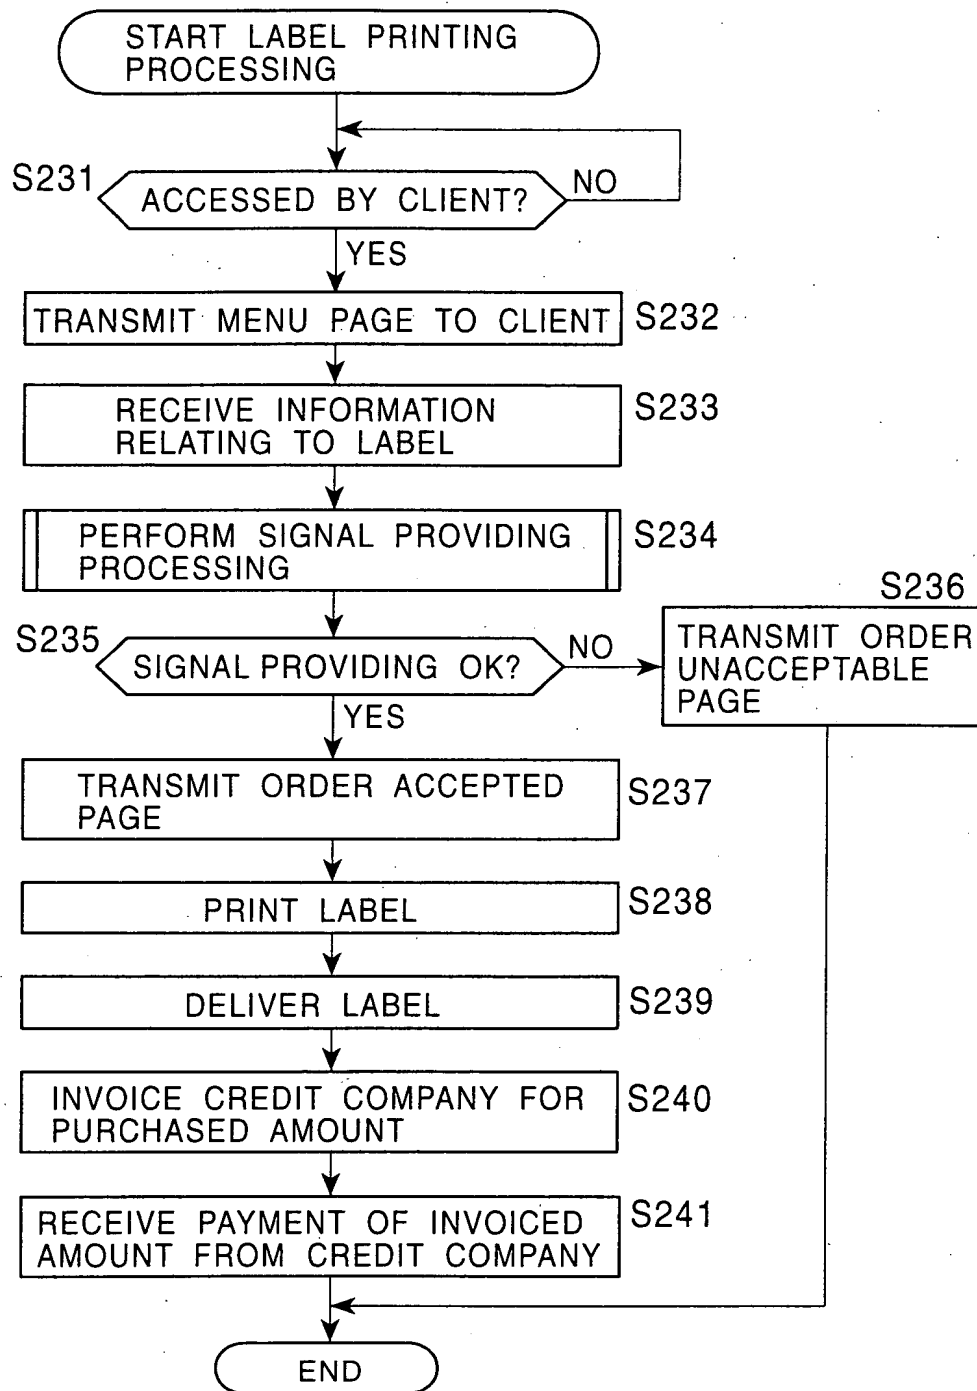 START LABEL PRINTING
PROCESSING
S231
ACCESSED BY CLIENT?
NO
YES
TRANSMIT MENU PAGE TO CLIENT
S232
RECEIVE INFORMATION
RELATING TO LABEL
S233
PERFORM SIGNAL PROVIDING
PROCESSING
S234
S235
SIGNAL PROVIDING OK?
NO
S236
TRANSMIT ORDER
UNACCEPTABLE
PAGE
YES
TRANSMIT ORDER ACCEPTED
PAGE
S237
PRINT LABEL
S238
DELIVER LABEL
S239
INVOICE CREDIT COMPANY FOR
PURCHASED AMOUNT
S240
RECEIVE PAYMENT OF INVOICED
AMOUNT FROM CREDIT COMPANY
S241
END